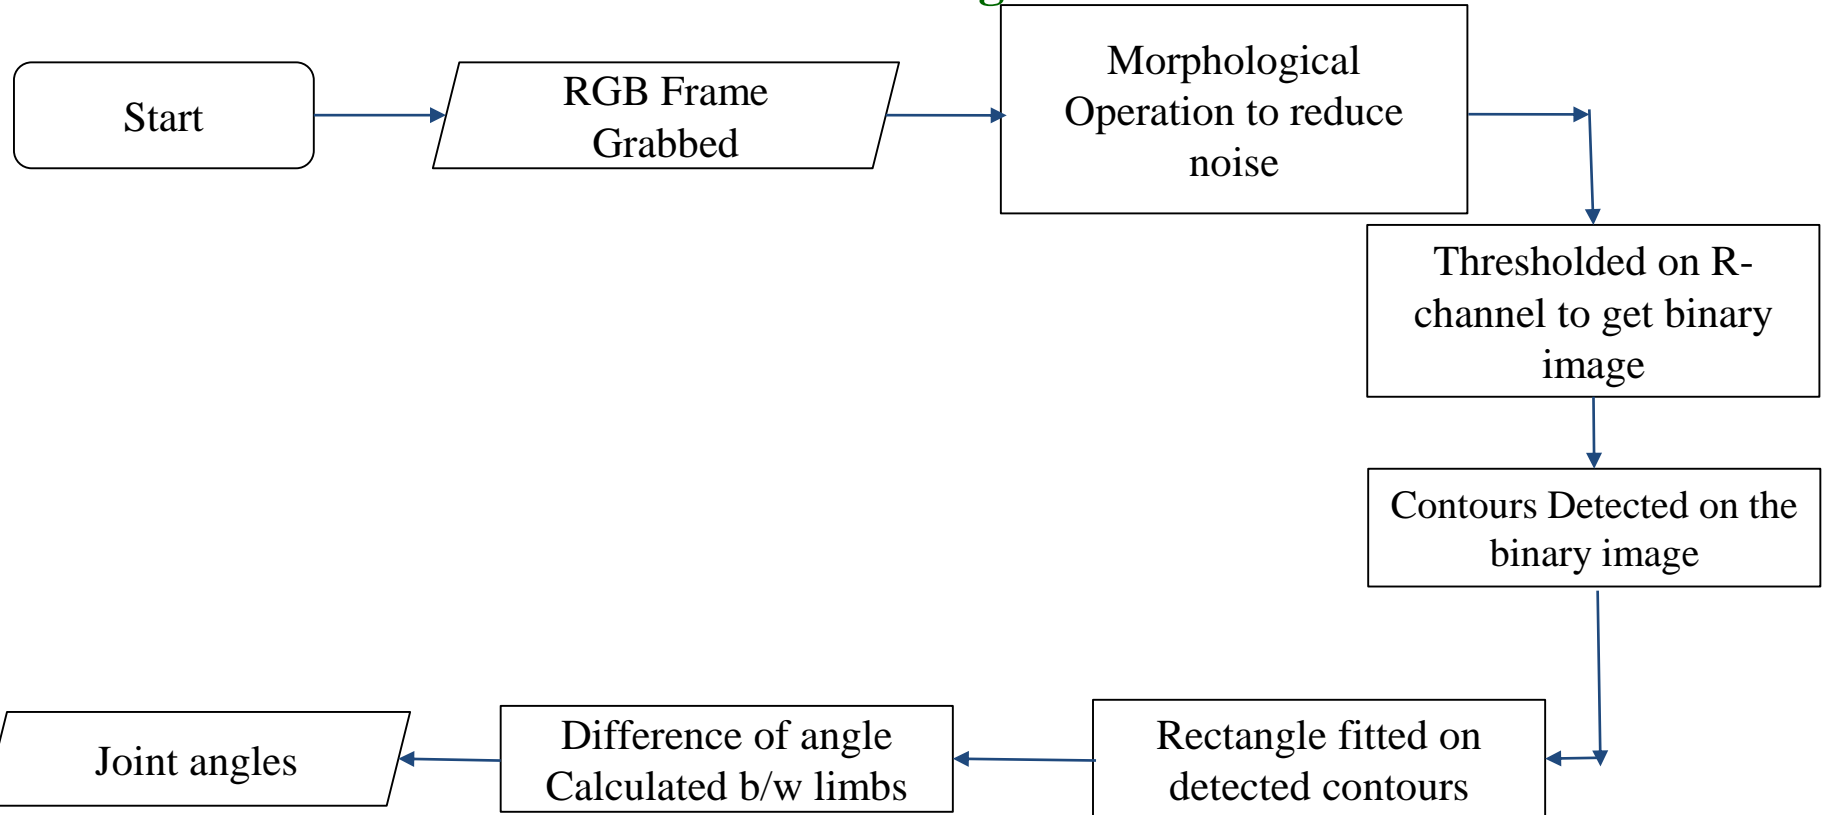 Start
RGB Frame
Grabbed
Morphological
Operation to reduce
noise
Thresholded on R-
channel to get binary
image
Contours Detected on the
binary image
Rectangle fitted on
detected contours
Difference of angle
Calculated b/w limbs
Joint angles